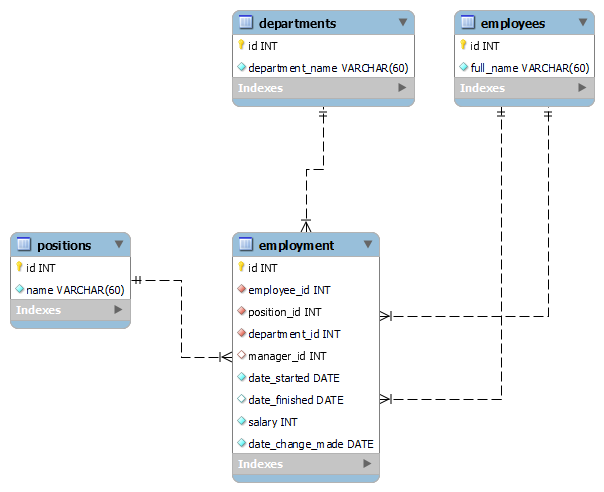 departments
id INT
department_name VARCHAR(60)
Indexes
employees
id INT
full_name VARCHAR(60)
Indexes
positions
id INT
name VARCHAR(60)
Indexes
employment
id INT
employee_id INT
position_id INT
department_id INT
manager_id INT
date_started DATE
date_finished DATE
salary INT
date_change_made DATE
Indexes